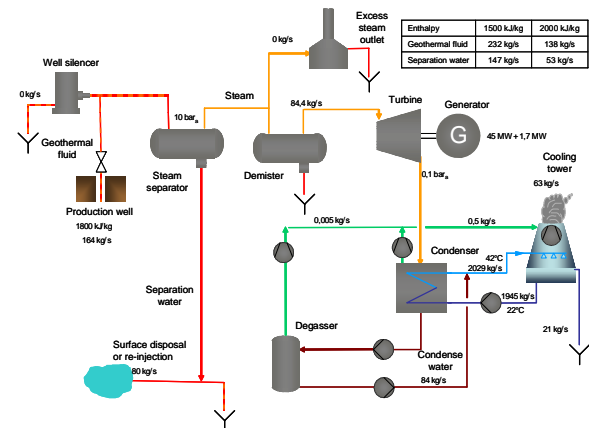 Excess
steam
outlet
0 kg/s
Enthalpy 1500 kJ/kg 2000 kJ/kg
Geothermal fluid 232 kg/s 138 kg/s
Separation water 147 kg/s 53 kg/s
Well silencer
0 kg/s
Steam
10 bara
84,4 kg/s
Turbine
Generator
G
45 MW + 1,7 MW
Geothermal
fluid
Steam
separator
Demister
0,1 bara
Cooling
tower
63 kg/s
Production well
1800 kJ/kg
164 kg/s
0,005 kg/s
0,5 kg/s
Condenser
42°C
2029 kg/s
1945 kg/s
22°C
Separation
water
Degasser
21 kg/s
Surface disposal
or re-injection
80 kg/s
Condense
water
84 kg/s